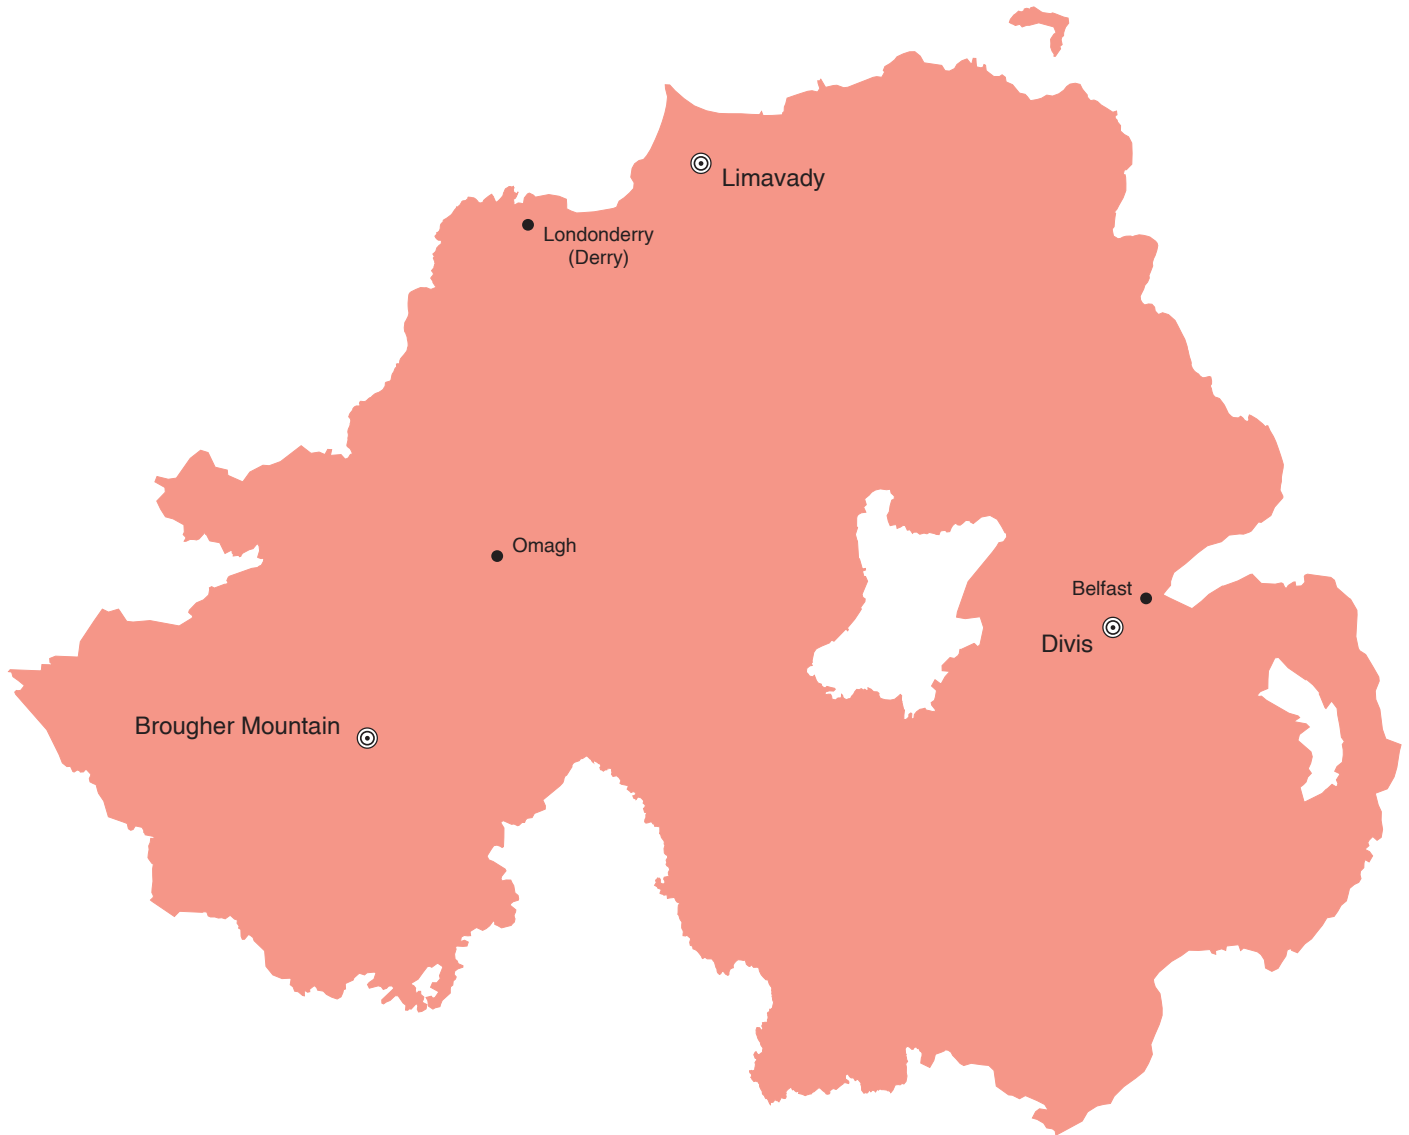 Limavady
Londonderry
(Derry)
Omagh
Belfast
Divis
Brougher Mountain